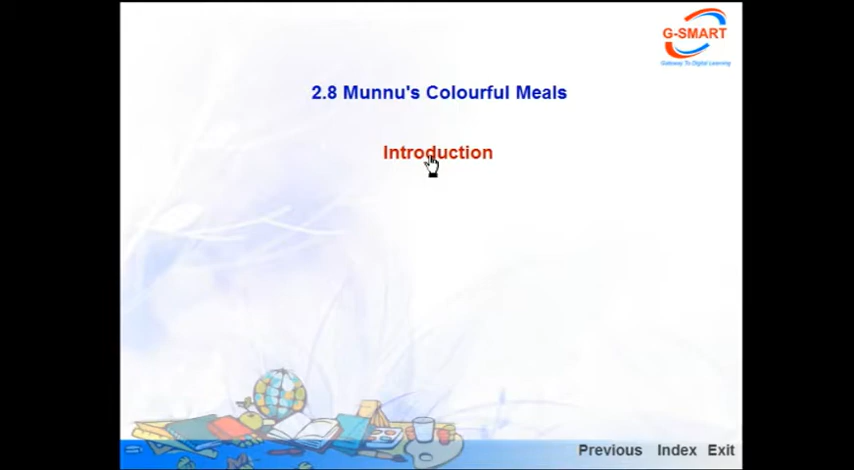 G-SMART
Gateway To Digital Learning
2.8 Munnu's Colourful Meals
Introduction
Previous Index Exit